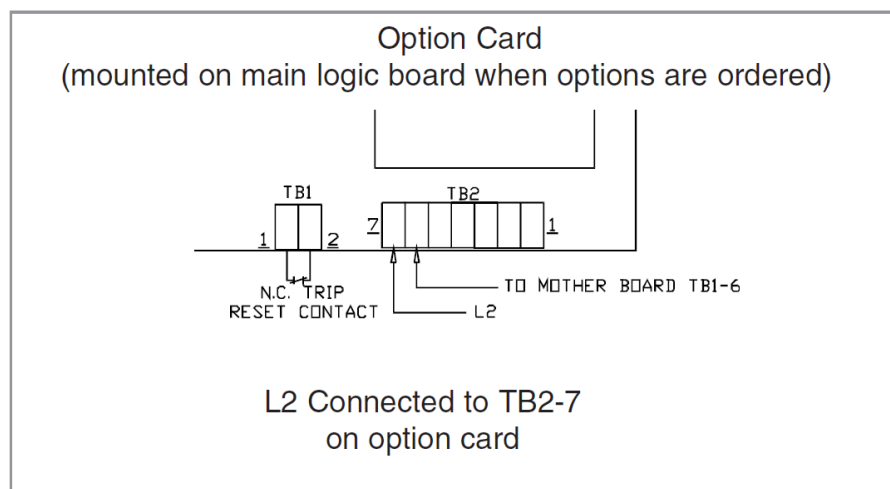 Option Card
(mounted on main logic board when options are ordered)
TB1
TB2
1
2
7
1
N.C. TRIP
RESET CONTACT
TO MOTHER BOARD TB1-6
L2
L2 Connected to TB2-7
on option card